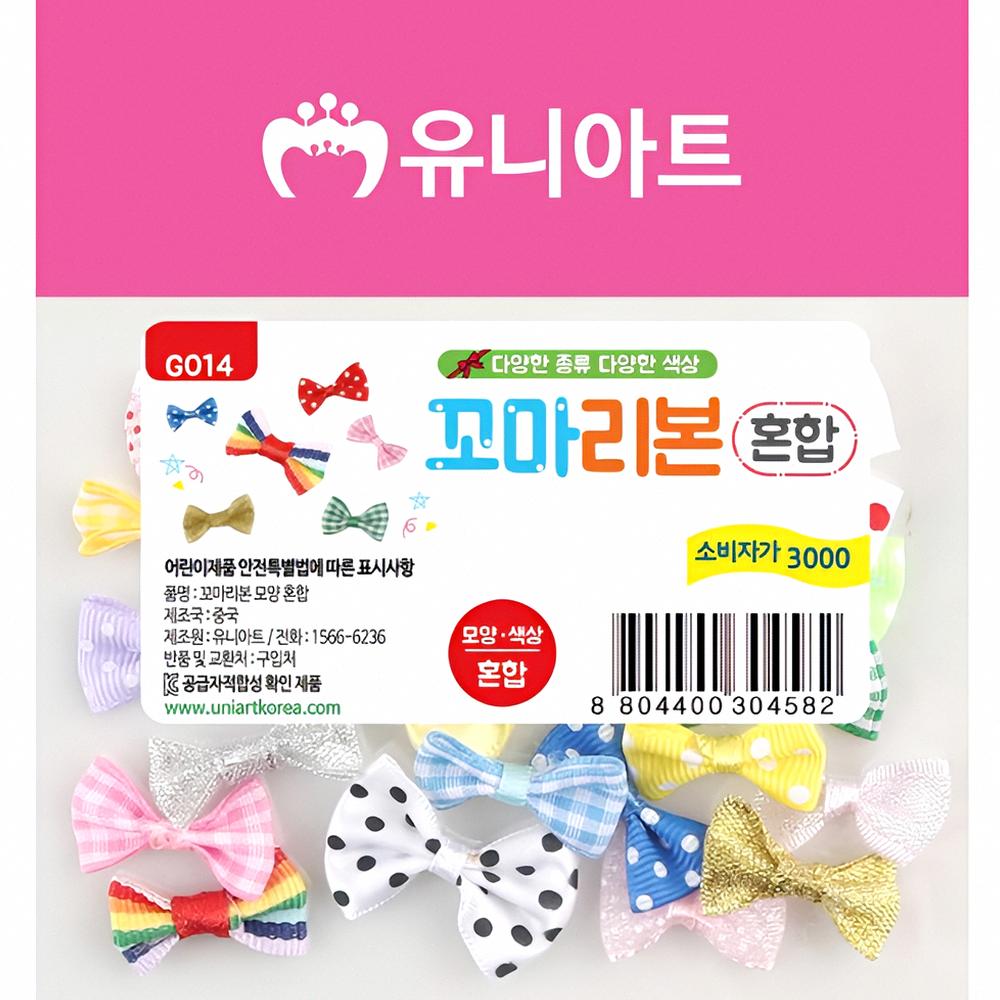 유니아트
G014
다양한 종류 다양한 색상
꼬마리본 혼합
소비자가 3000
어린이제품 안전특별법에 따른 표시사항
품명 : 꼬마리본 모양 혼합
제조국 : 중국
제조원 : 유니아트 / 전화 : 1566-6236
반품 및 교환처 : 구입처
공급자적합성 확인 제품
www.uniartkorea.com
모양·색상
혼합
8 804400 304582